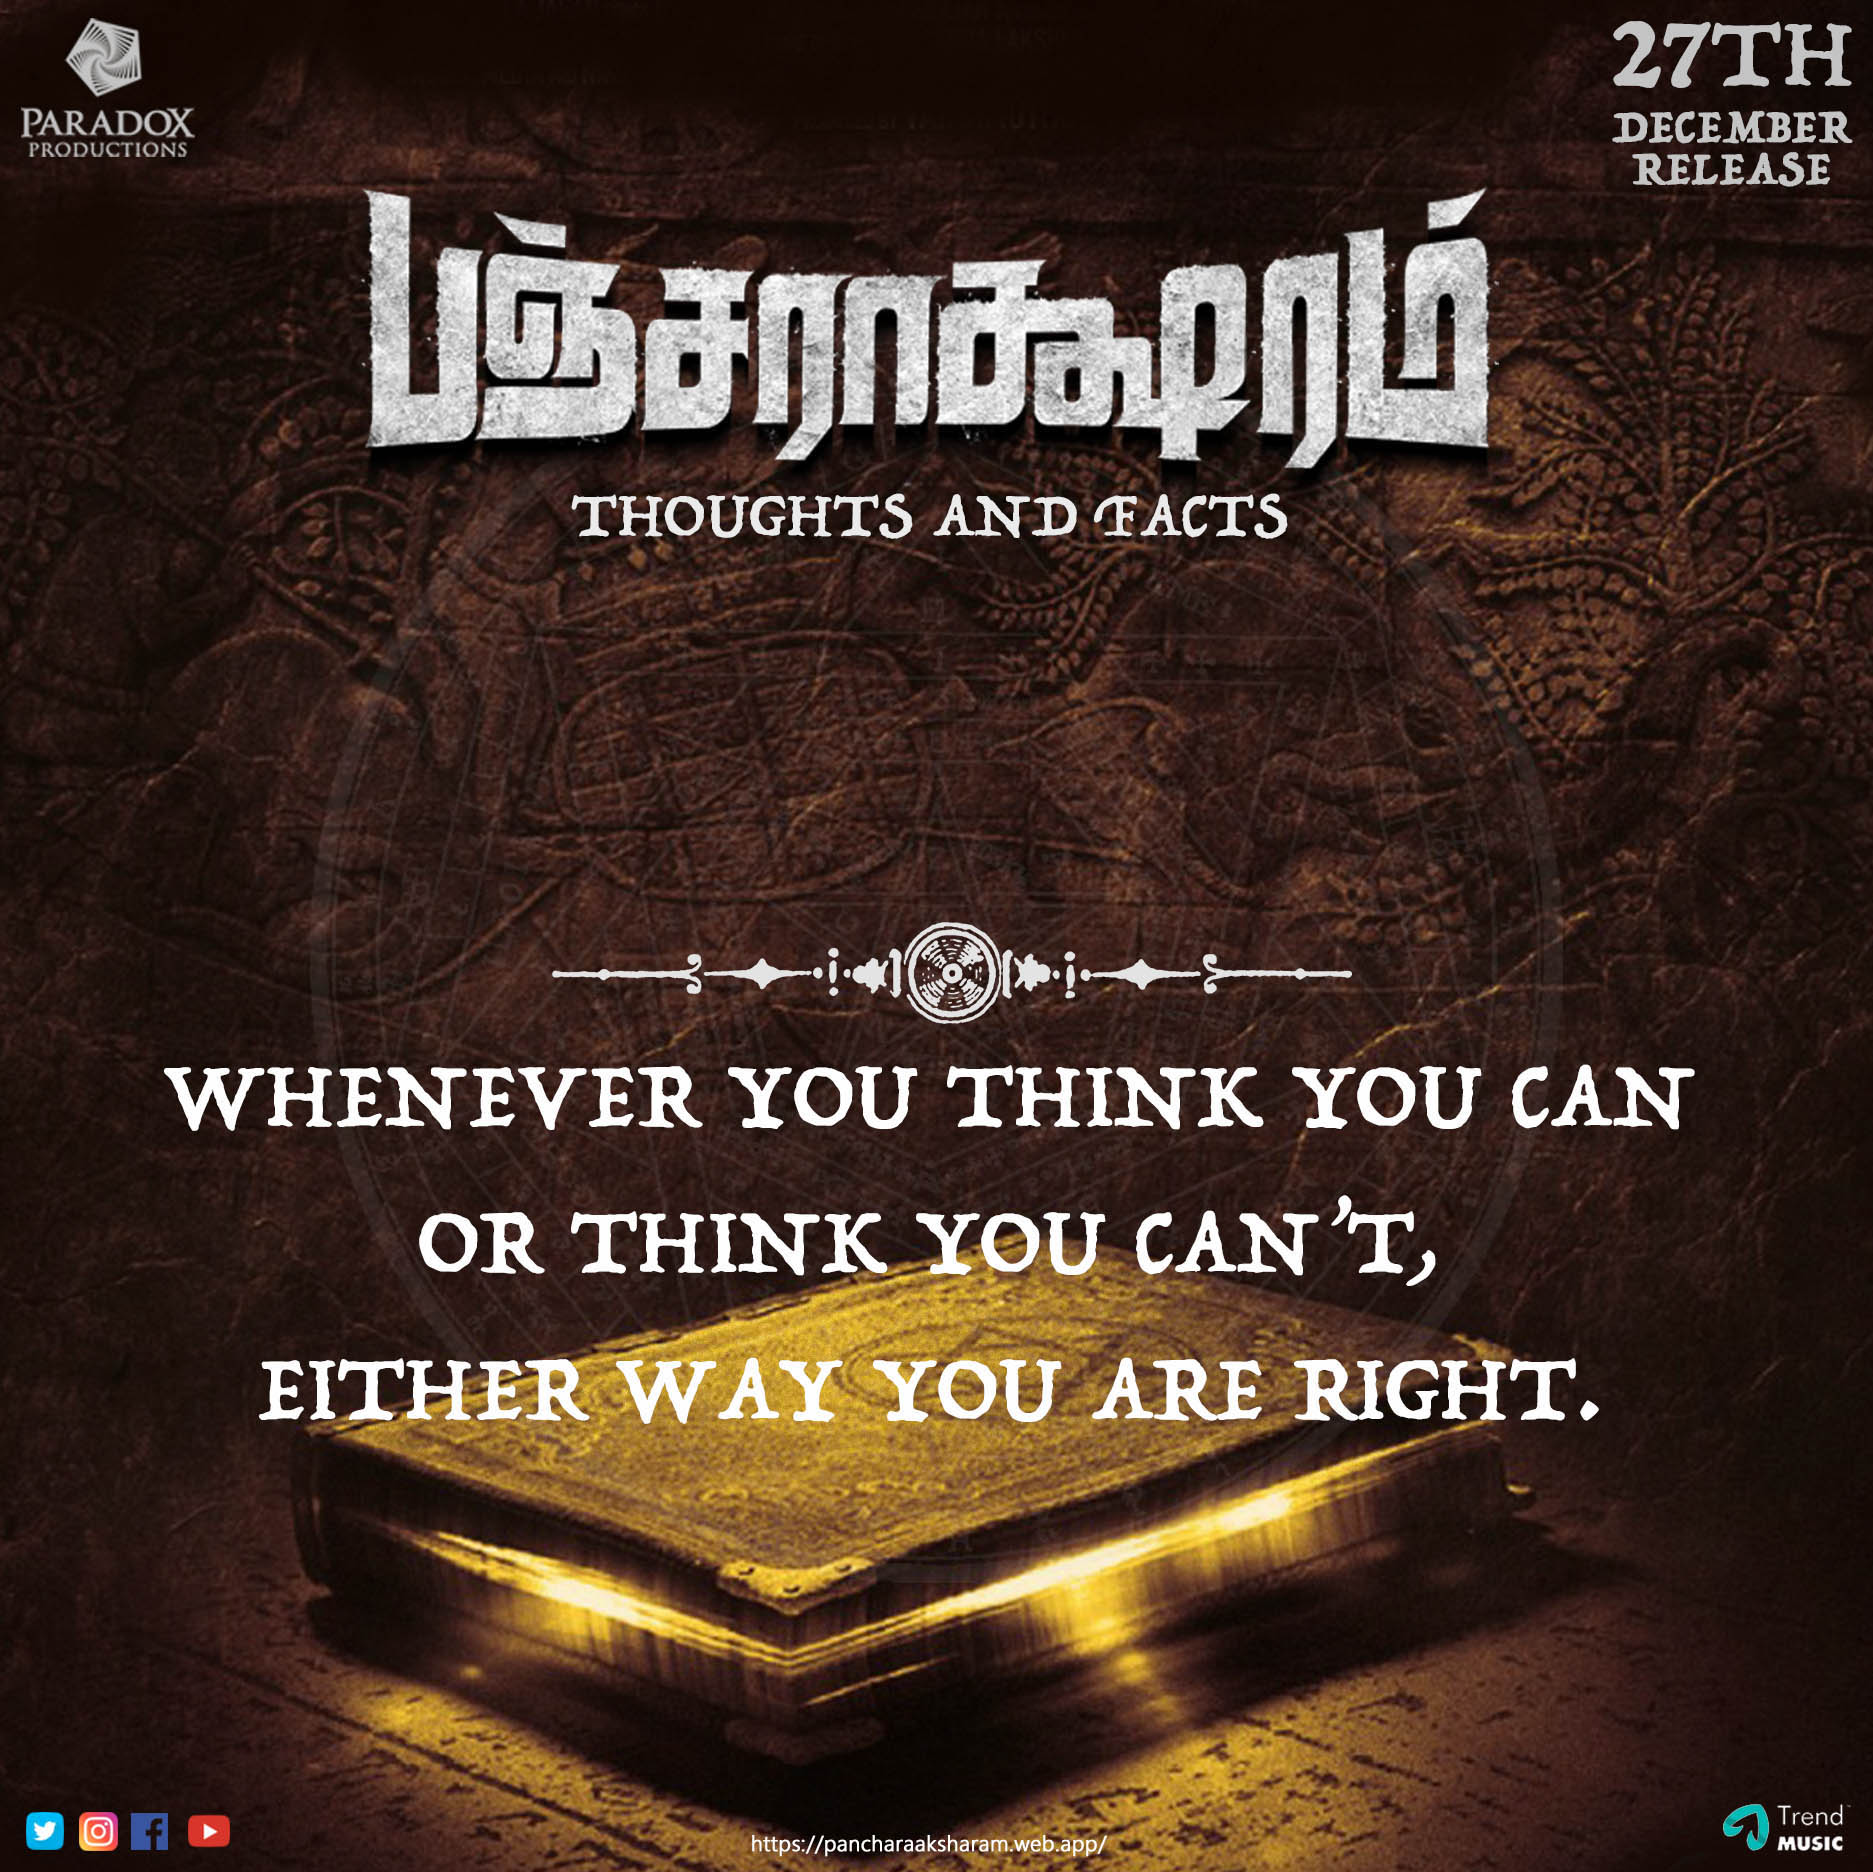 PARADOX
PRODUCTIONS
27TH
DECEMBER
RELEASE
பஞ்சராக்ஷரம்
THOUGHTS AND FACTS
WHENEVER YOU THINK YOU CAN
OR THINK YOU CAN'T,
EITHER WAY YOU ARE RIGHT.
https://pancharaaksharam.web.app/
Trend
MUSIC